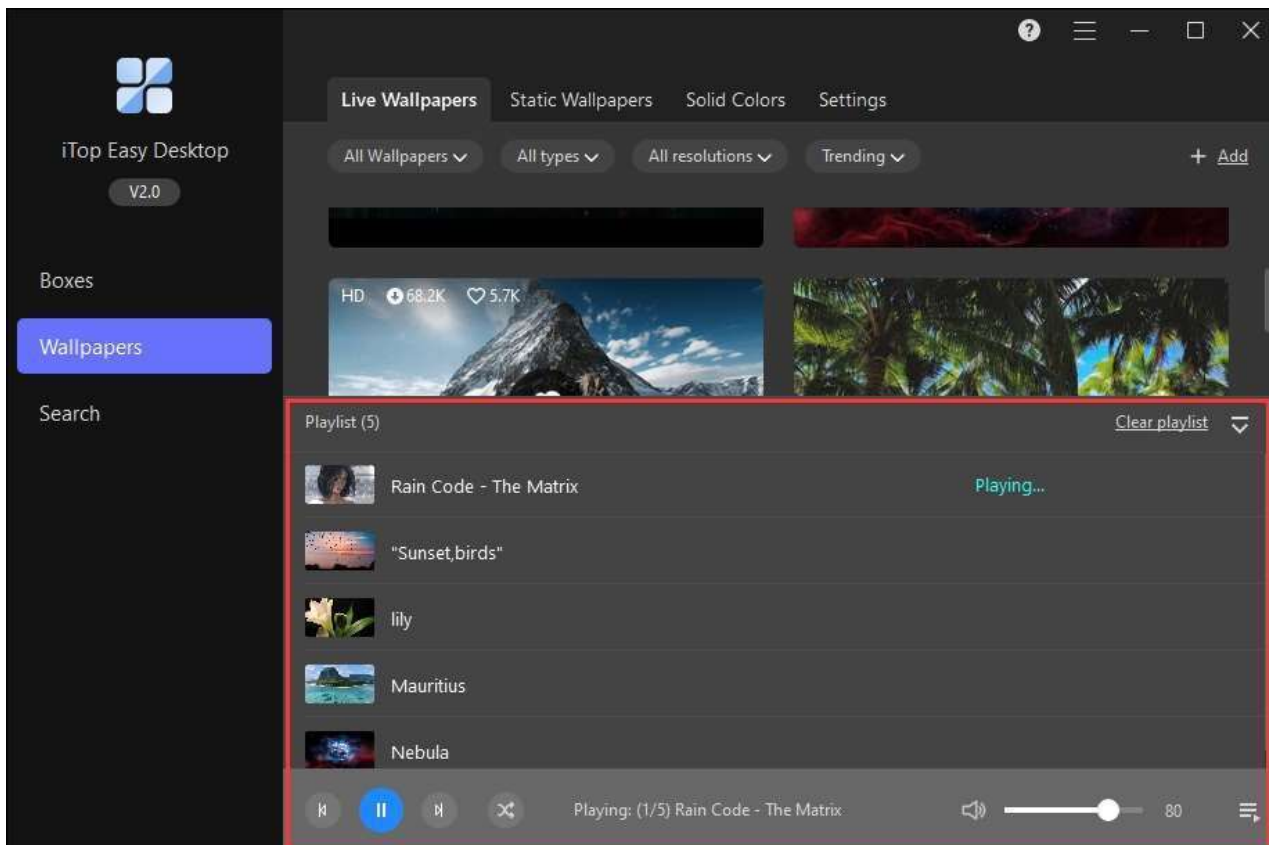 iTop Easy Desktop
V2.0
Boxes
Wallpapers
Search
Live Wallpapers Static Wallpapers Solid Colors Settings
All Wallpapers All types All resolutions Trending + Add
HD 68.2K 5.7K
Playlist (5) Clear playlist
Rain Code - The Matrix Playing...
"Sunset,birds"
lily
Mauritius
Nebula
Playing: (1/5) Rain Code - The Matrix 80